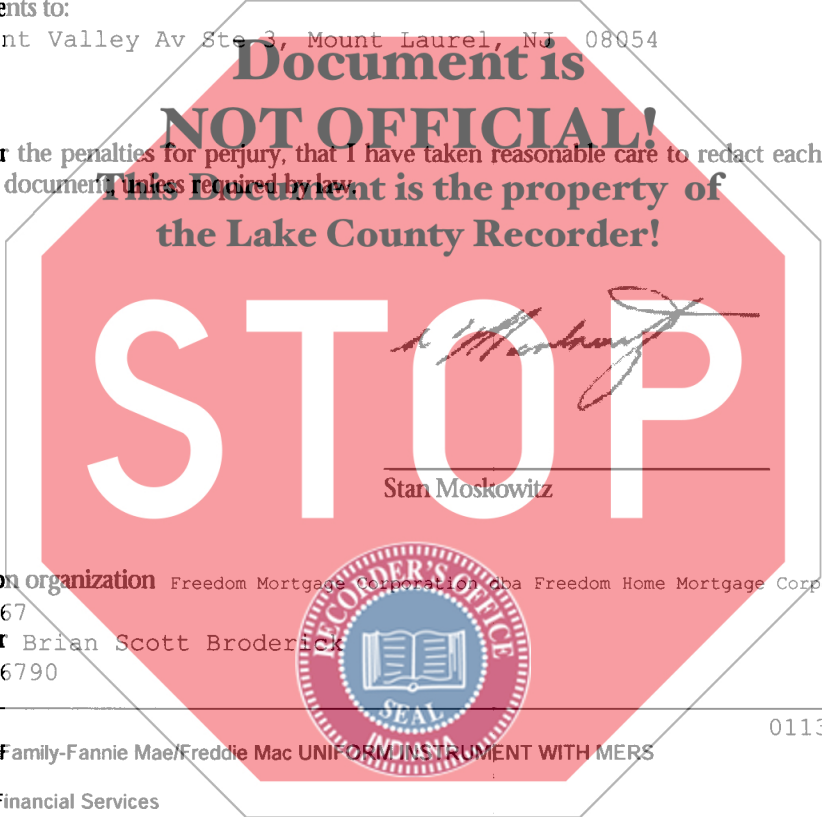 ents to:
nt Valley Av Ste 3, Mount Laurel, NJ 08054
Document is
NOT OFFICIAL!
r the penalties for perjury, that I have taken reasonable care to redact each
document, unless required by law.
This Document is the property of
the Lake County Recorder!
STOP
Stan Moskowitz
on organization Freedom Mortgage Corporation dba Freedom Home Mortgage Corp
67
r Brian Scott Broderick
6790
RECORDER'S OFFICE
SEAL
INDIANA
0113
Family-Fannie Mae/Freddie Mac UNIFORM INSTRUMENT WITH MERS
Financial Services